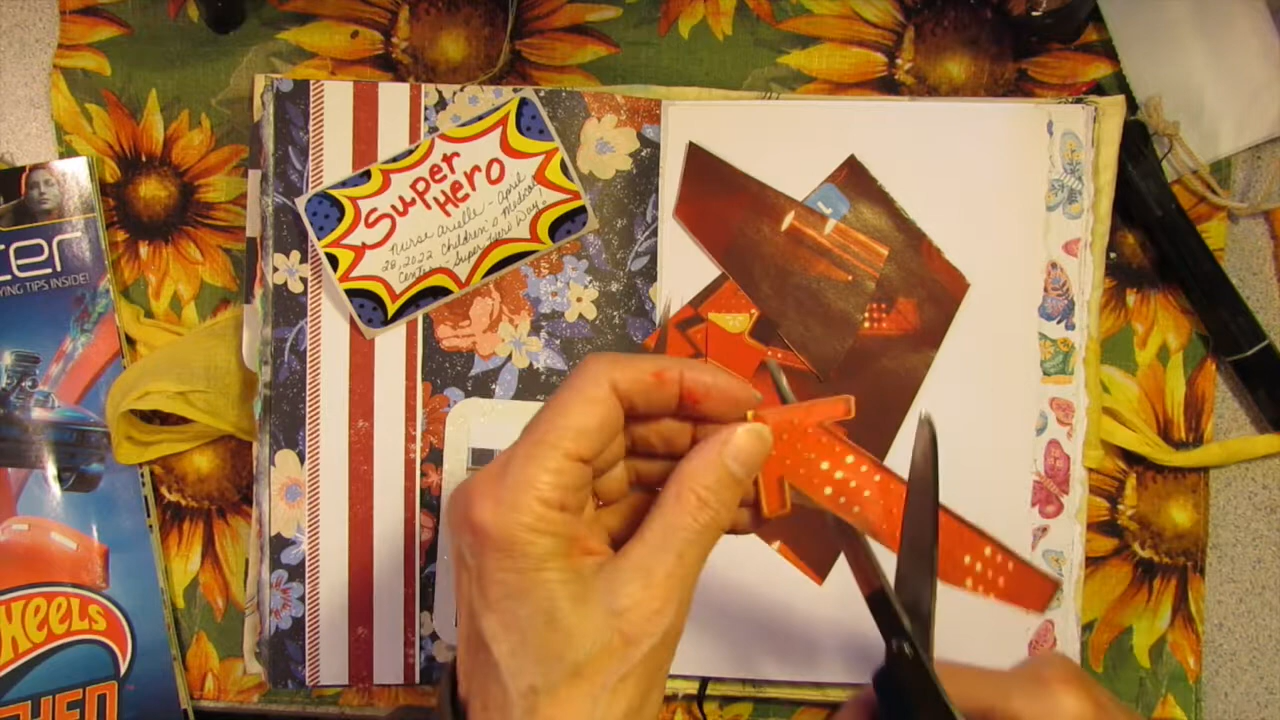 Super
Hero
Nurse Arielle - April
28, 2022 Children's Medical
Center - Super Hero Day!
cer
YING TIPS INSIDE!
HEELS